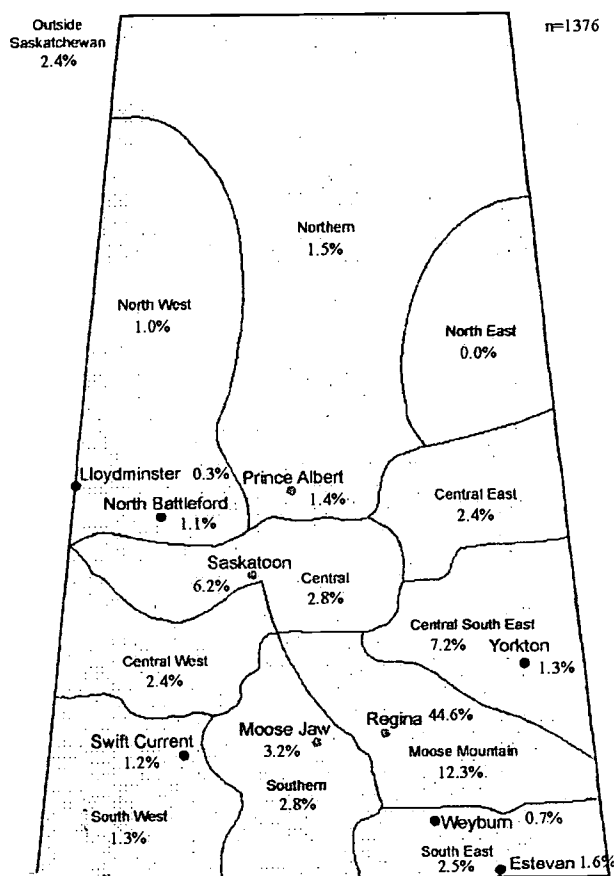 Outside
Saskatchewan
2.4%
n=1376
Northern
1.5%
North West
1.0%
North East
0.0%
Lloydminster 0.3%
Prince Albert
1.4%
North Battleford
1.1%
Central East
2.4%
Saskatoon
6.2%
Central
2.8%
Central South East
7.2%
Yorkton
1.3%
Central West
2.4%
Regina 44.6%
Moose Jaw
3.2%
Swift Current
1.2%
Moose Mountain
12.3%
Southern
2.8%
South West
1.3%
Weyburn 0.7%
South East
2.5%
Estevan 1.6%